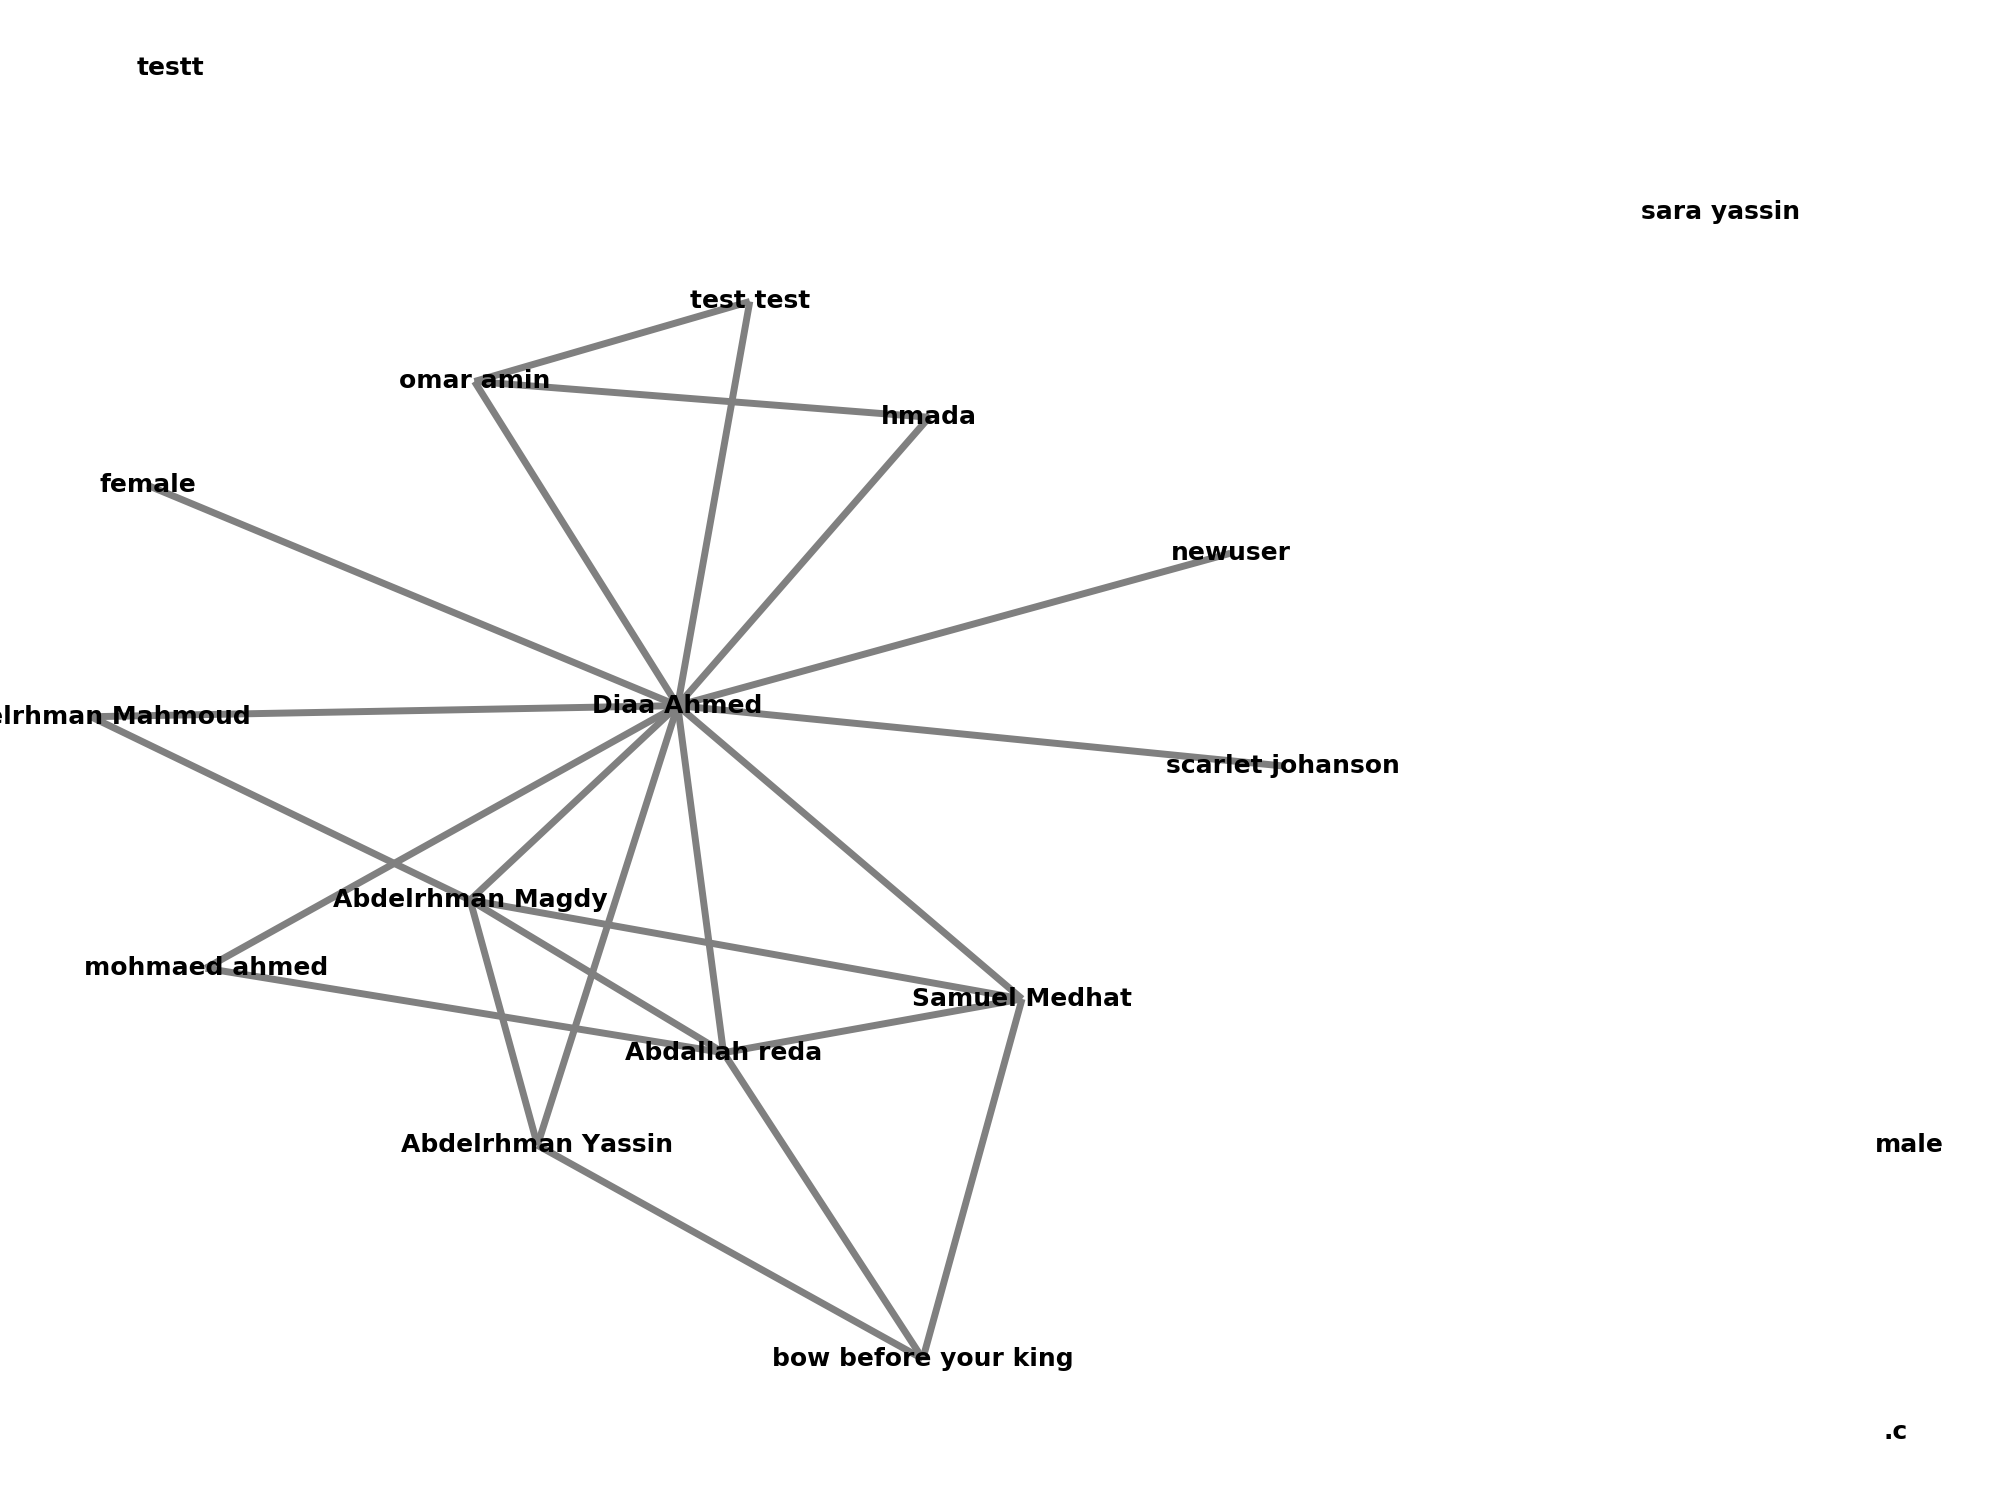 testt
sara yassin
test test
omar amin
hmada
female
newuser
Diaa Ahmed
elrhman Mahmoud
scarlet johanson
Abdelrhman Magdy
mohmaed ahmed
Samuel Medhat
Abdallah reda
Abdelrhman Yassin
male
bow before your king
.c